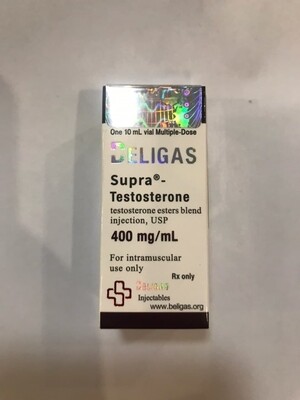 One 10 mL vial Multiple-Dose
BELIGAS
Supra®-
Testosterone
testosterone esters blend
injection, USP
400 mg/mL
For intramuscular
use only
Rx only
BELIGAS
Injectables
www.beligas.org